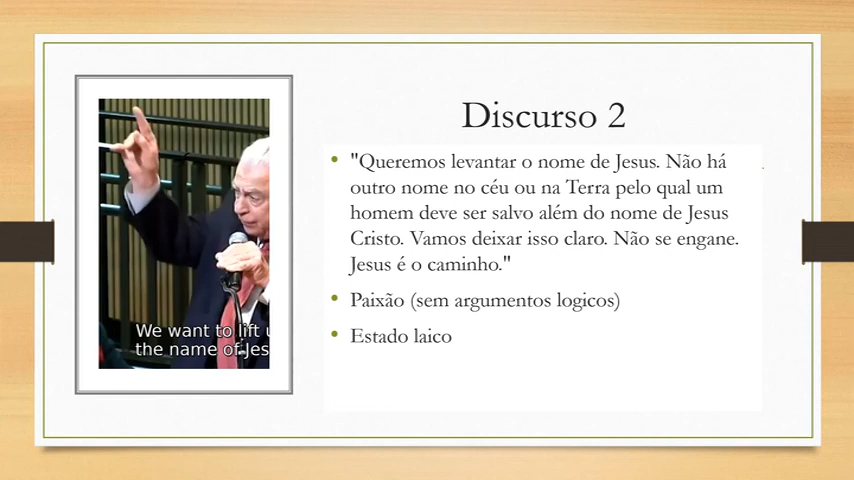 Discurso 2
"Queremos levantar o nome de Jesus. Não há
outro nome no céu ou na Terra pelo qual um
homem deve ser salvo além do nome de Jesus
Cristo. Vamos deixar isso claro. Não se engane.
Jesus é o caminho."
Paixão (sem argumentos logicos)
Estado laico
We want to lift u
the name of Jes